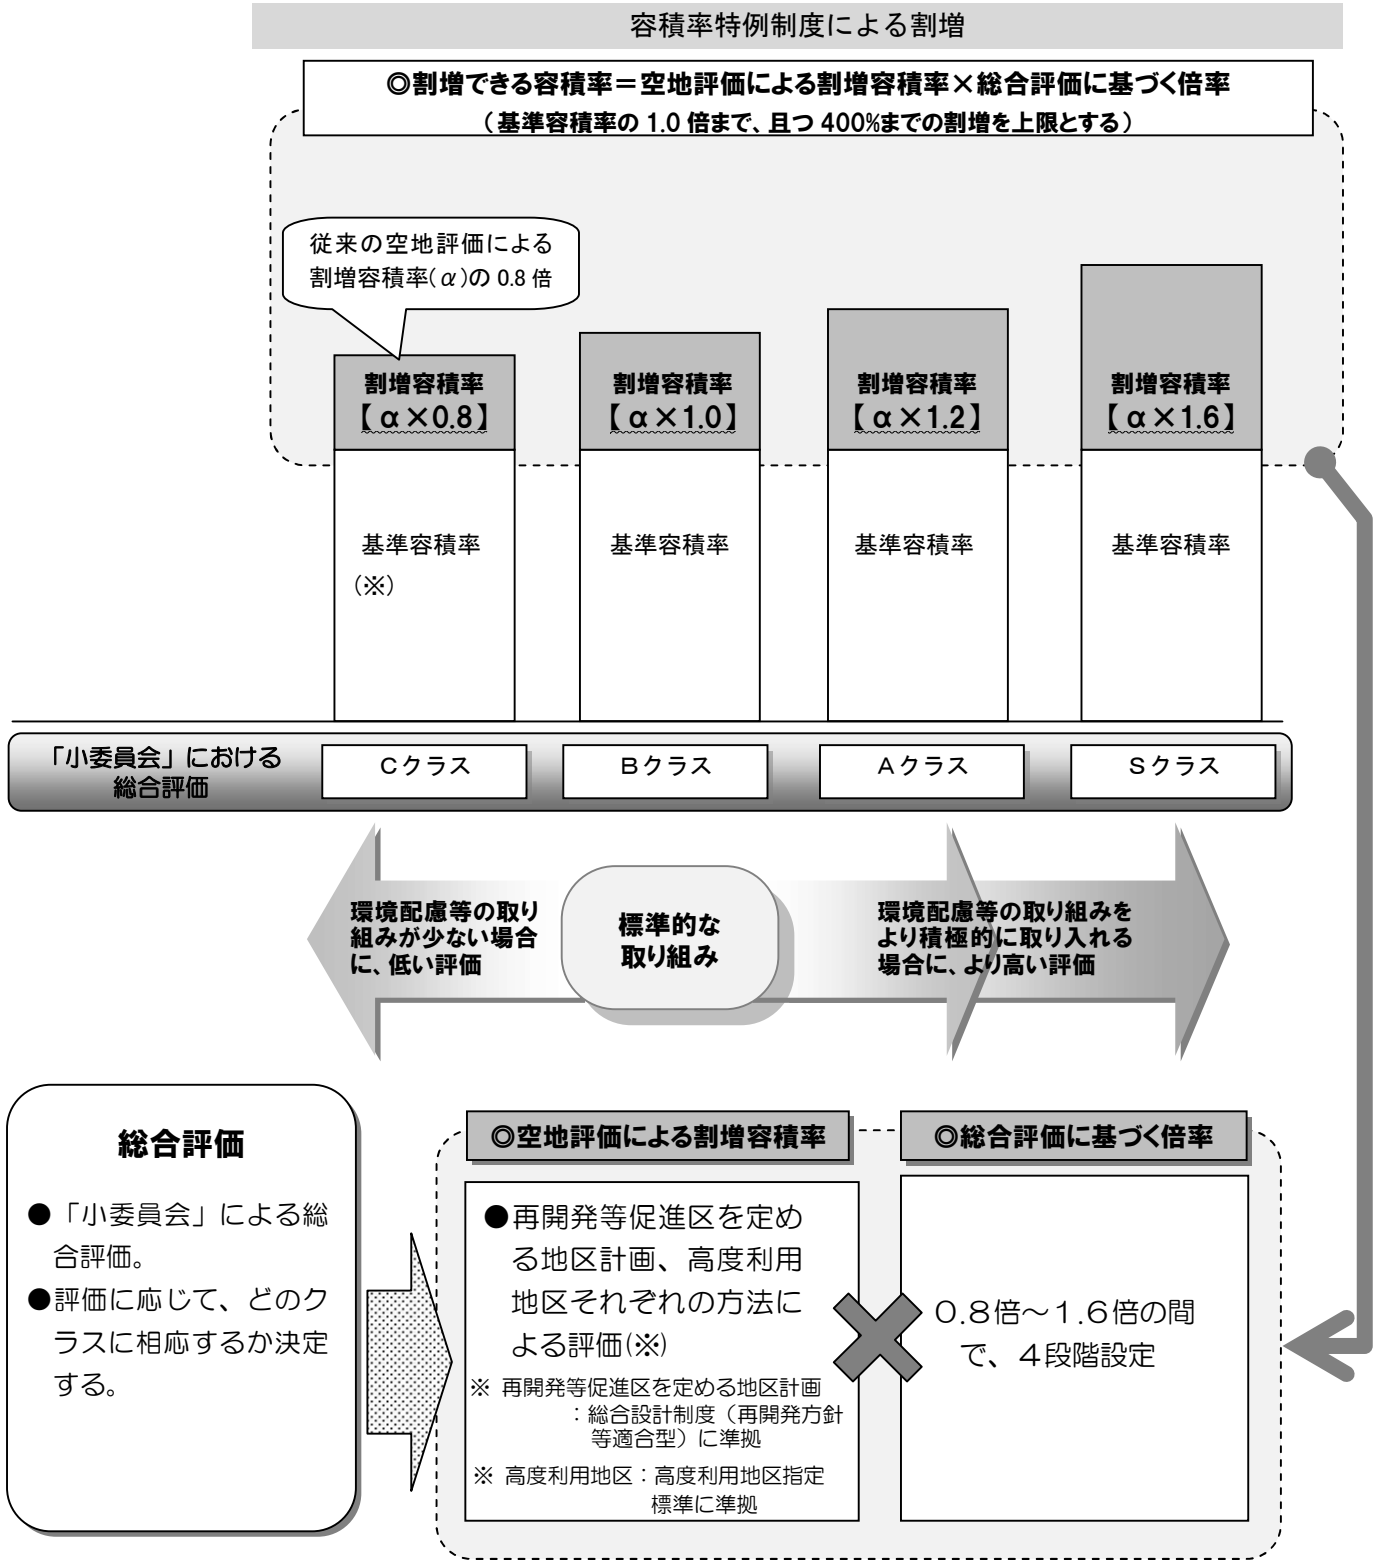 容積率特例制度による割増
◎割増できる容積率＝空地評価による割増容積率×総合評価に基づく倍率
（基準容積率の 1.0 倍まで、且つ 400%までの割増を上限とする）
従来の空地評価による
割増容積率(α)の 0.8 倍
割増容積率
【α×0.8】
割増容積率
【α×1.0】
割増容積率
【α×1.2】
割増容積率
【α×1.6】
基準容積率
(※)
基準容積率
基準容積率
基準容積率
「小委員会」における
総合評価
Cクラス
Bクラス
Aクラス
Sクラス
環境配慮等の取り
組みが少ない場合
に、低い評価
標準的な
取り組み
環境配慮等の取り組みを
より積極的に取り入れる
場合に、より高い評価
総合評価
●「小委員会」による総
合評価。
●評価に応じて、どのク
ラスに相応するか決定
する。
◎空地評価による割増容積率
●再開発等促進区を定め
る地区計画、高度利用
地区それぞれの方法に
よる評価(※)
※ 再開発等促進区を定める地区計画
：総合設計制度（再開発方針
等適合型）に準拠
※ 高度利用地区：高度利用地区指定
標準に準拠
◎総合評価に基づく倍率
０.８倍～１.６倍の間
で、４段階設定